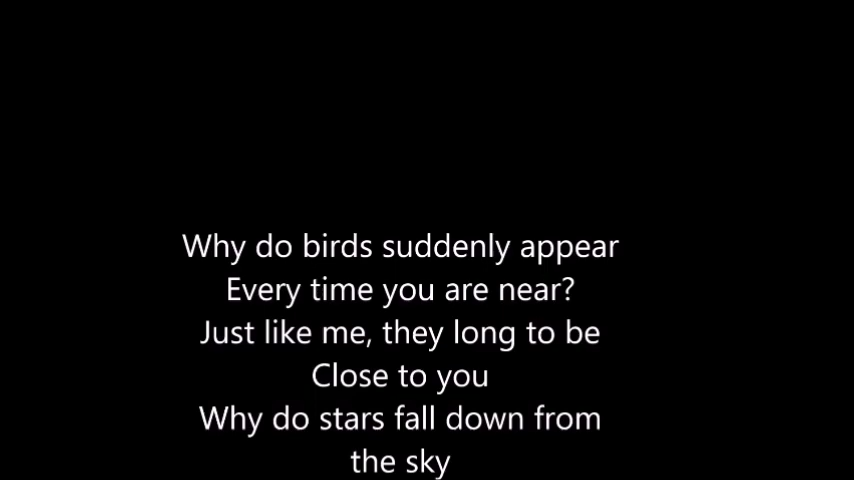 Why do birds suddenly appear
Every time you are near?
Just like me, they long to be
Close to you
Why do stars fall down from
the sky